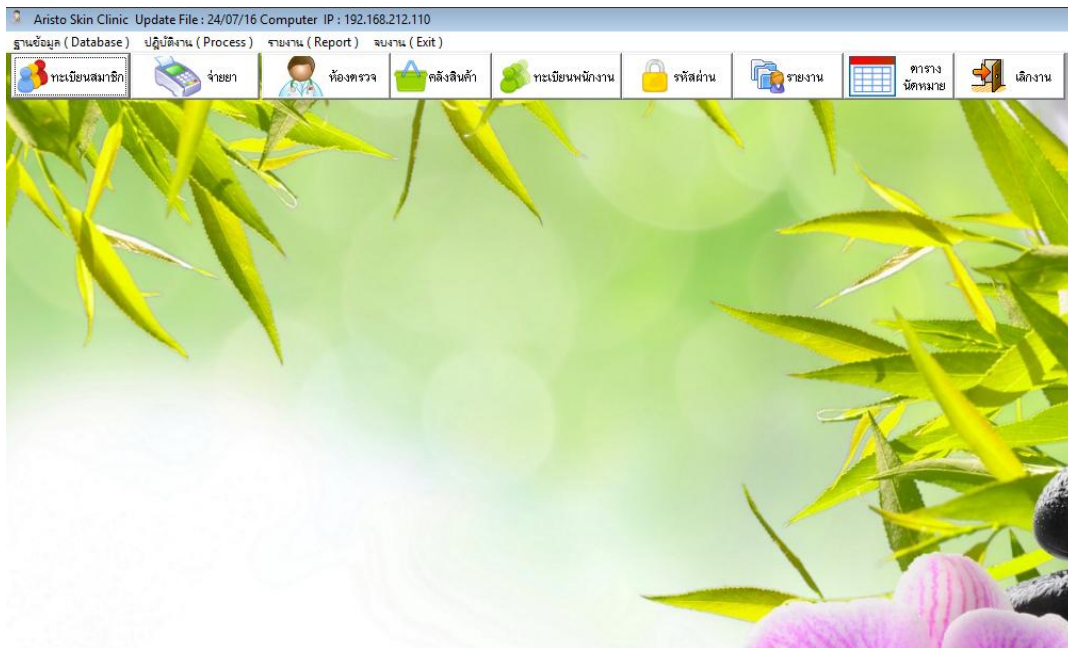 Aristo Skin Clinic Update File : 24/07/16 Computer IP : 192.168.212.110
ฐานข้อมูล ( Database ) ปฏิบัติงาน ( Process ) รายงาน ( Report ) จบงาน ( Exit )
ทะเบียนสมาชิก จ่ายยา ห้องตรวจ คลังสินค้า ทะเบียนพนักงาน รหัสผ่าน รายงาน ตาราง นัดหมาย เลิกงาน